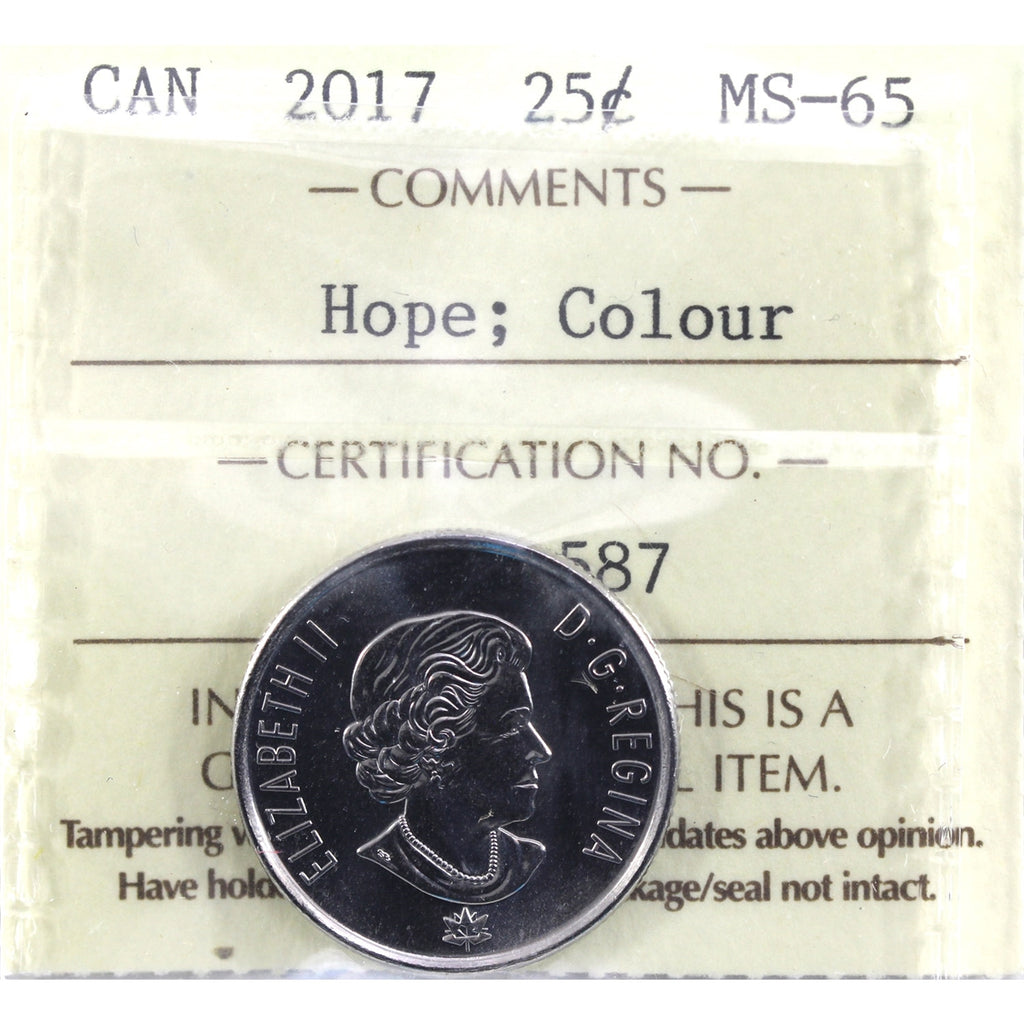 CAN 2017 25¢ MS-65
— COMMENTS —
Hope; Colour
— CERTIFICATION NO. —
587
ELIZABETH II D·G·REGINA
IN HIS IS A
ITEM.
Tampering dates above opinion.
Have kage/seal not intact.